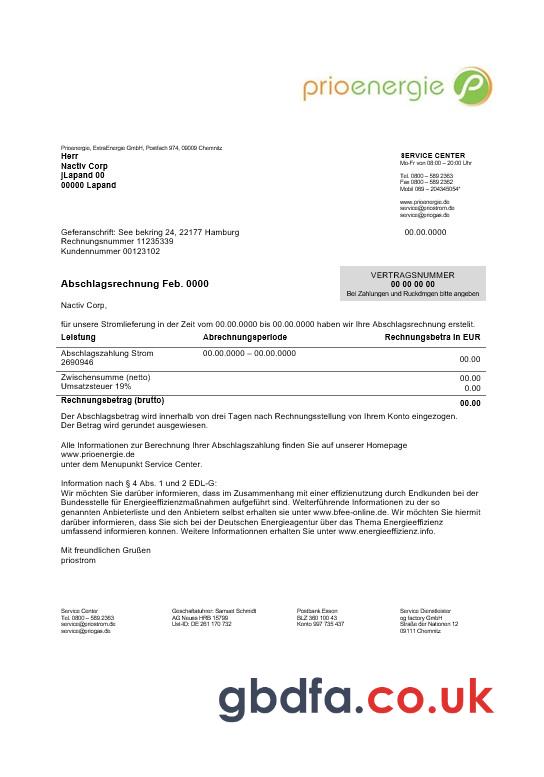 prioenergie
Prioenergie, ExtraEnergie GmbH, Postfach 974, 09009 Chemnitz
Herr
Nactiv Corp
jLapand 00
00000 Lapand
SERVICE CENTER
Mo-Fr von 08:00 – 20:00 Uhr
Tel. 0800 – 589 2363
Fax 0800 – 589 2362
Mobil 069 – 204345054*
www.prioenergie.de
service@priostrom.de
service@priogas.de
Geferanschrift: See bekring 24, 22177 Hamburg
Rechnungsnummer 11235339
Kundennummer 00123102
00.00.0000
VERTRAGSNUMMER
00 00 00 00
Bei Zahlungen und Ruckdmgen bitte angeben
Abschlagsrechnung Feb. 0000
Nactiv Corp,
für unsere Stromlieferung in der Zeit vom 00.00.0000 bis 00.00.0000 haben wir Ihre Abschlagsrechnung erstelit.
Leistung Abrechnungsperiode Rechnungsbetra in EUR
Abschlagszahlung Strom 00.00.0000 – 00.00.0000
2690946 00.00
Zwischensumme (netto) 00.00
Umsatzsteuer 19% 0.00
Rechnungsbetrag (brutto) 00.00
Der Abschlagsbetrag wird innerhalb von drei Tagen nach Rechnungsstellung von Ihrem Konto eingezogen.
Der Betrag wird gerundet ausgewiesen.
Alle Informationen zur Berechnung Ihrer Abschlagszahlung finden Sie auf unserer Homepage
www.prioenergie.de
unter dem Menupunkt Service Center.
Information nach § 4 Abs. 1 und 2 EDL-G:
Wir möchten Sie darüber informieren, dass im Zusammenhang mit einer effizienutzung durch Endkunden bei der
Bundesstelle für Energieeffizienzmaßnahmen aufgeführt sind. Weiterführende Informationen zu der so
genannten Anbieterliste und den Anbietern selbst erhalten sie unter www.bfee-online.de. Wir möchten Sie hiermit
darüber informieren, dass Sie sich bei der Deutschen Energieagentur über das Thema Energieeffizienz
umfassend informieren konnen. Weitere Informationnen erhalten Sie unter www.energieeffizienz.info.
Mit freundlichen Grußen
priostrom
Service Center
Tel. 0800 – 589 2363
service@priostrom.de
service@priogas.de
Geschaftsfuhrer: Samuel Schmidt
AG Neuss HRB 15799
Ust-ID: DE 261 170 732
Postbank Essen
BLZ 360 100 43
Konto 997 735 437
Service Dienstleister
og factory GmbH
Straße der Nationen 12
09111 Chemnitz
gbdfa.co.uk